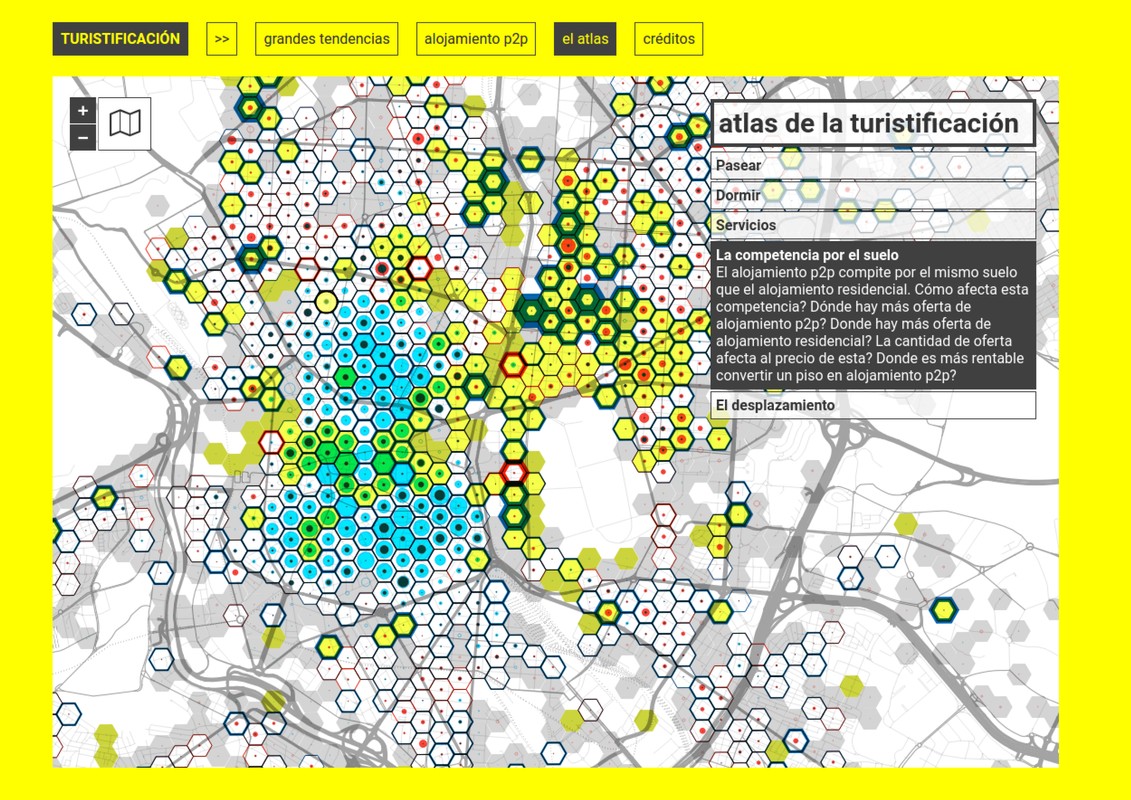 TURISTIFICACIÓN
>>
grandes tendencias
alojamiento p2p
el atlas
créditos
+
−
atlas de la turistificación
Pasear
Dormir
Servicios
La competencia por el suelo
El alojamiento p2p compite por el mismo suelo
que el alojamiento residencial. Cómo afecta esta
competencia? Dónde hay más oferta de
alojamiento p2p? Donde hay más oferta de
alojamiento residencial? La cantidad de oferta
afecta al precio de esta? Donde es más rentable
convertir un piso en alojamiento p2p?
El desplazamiento